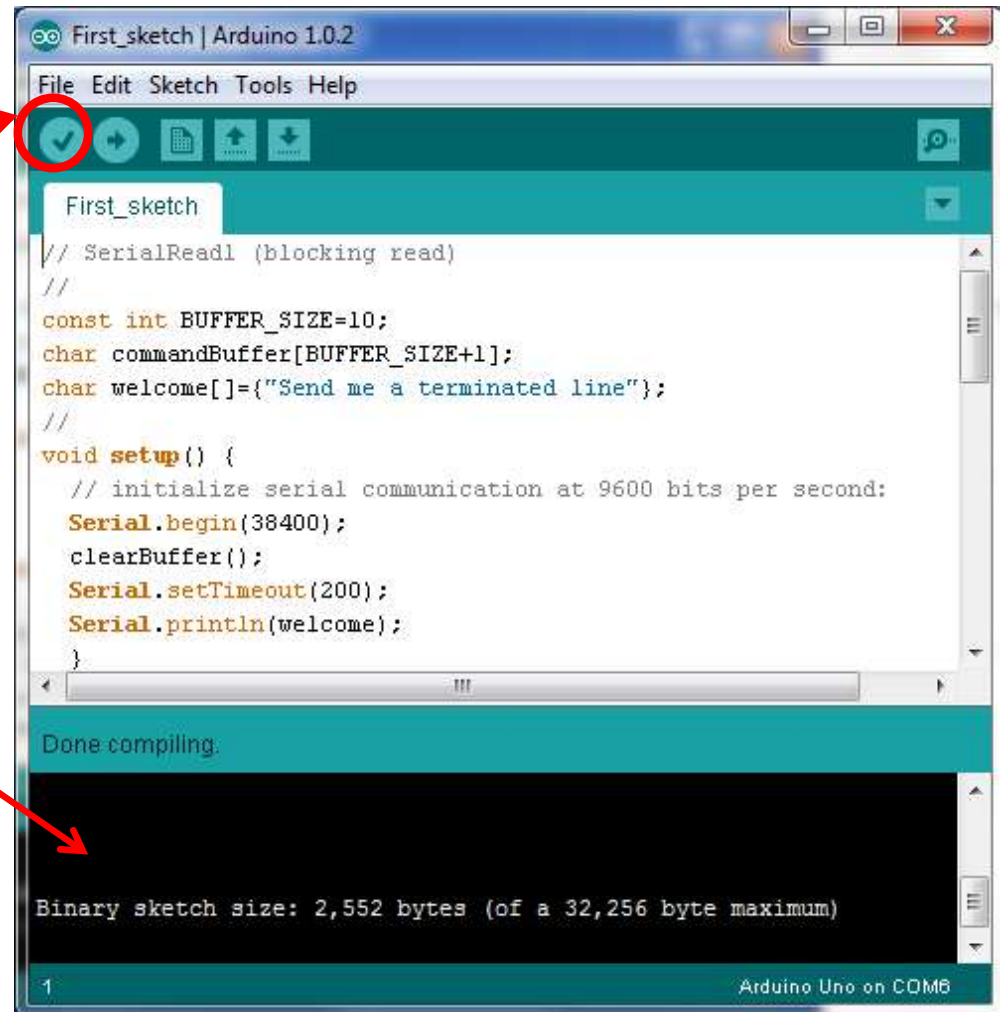 First_sketch | Arduino 1.0.2
File Edit Sketch Tools Help
First_sketch
// SerialRead1 (blocking read)
//
const int BUFFER_SIZE=10;
char commandBuffer[BUFFER_SIZE+1];
char welcome[]={"Send me a terminated line"};
//
void setup() {
// initialize serial communication at 9600 bits per second:
Serial.begin(38400);
clearBuffer();
Serial.setTimeout(200);
Serial.println(welcome);
}
Done compiling.
Binary sketch size: 2,552 bytes (of a 32,256 byte maximum)
1 Arduino Uno on COM6